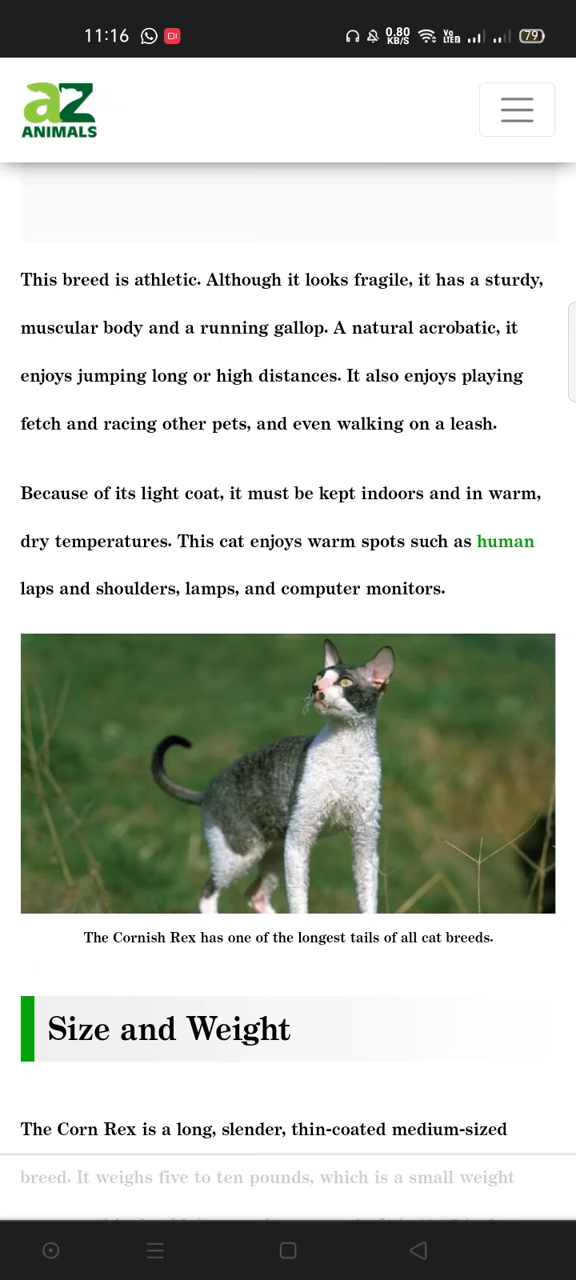 11:16
0.80
KB/S
Vo
LTED
79
az
ANIMALS
This breed is athletic. Although it looks fragile, it has a sturdy,
muscular body and a running gallop. A natural acrobatic, it
enjoys jumping long or high distances. It also enjoys playing
fetch and racing other pets, and even walking on a leash.
Because of its light coat, it must be kept indoors and in warm,
dry temperatures. This cat enjoys warm spots such as human
laps and shoulders, lamps, and computer monitors.
The Cornish Rex has one of the longest tails of all cat breeds.
Size and Weight
The Corn Rex is a long, slender, thin-coated medium-sized
breed. It weighs five to ten pounds, which is a small weight